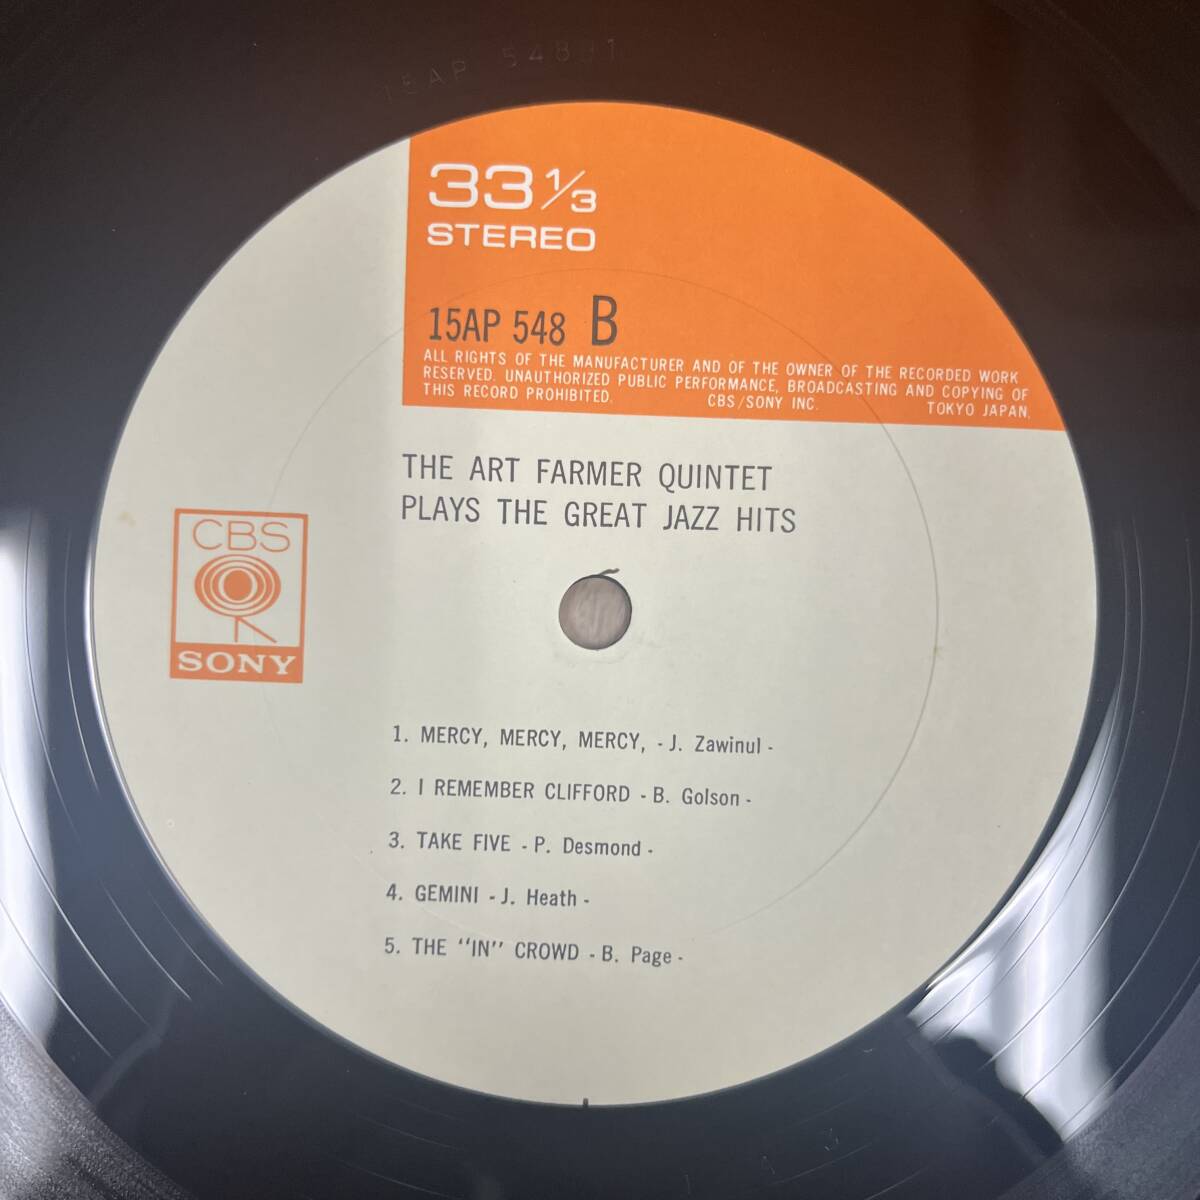 33 1/3
STEREO
15AP 548 B
ALL RIGHTS OF THE MANUFACTURER AND OF THE OWNER OF THE RECORDED WORK
RESERVED. UNAUTHORIZED PUBLIC PERFORMANCE, BROADCASTING AND COPYING OF
THIS RECORD PROHIBITED. CBS/SONY INC. TOKYO JAPAN.
THE ART FARMER QUINTET
PLAYS THE GREAT JAZZ HITS
CBS
SONY
1. MERCY, MERCY, MERCY, - J. Zawinul -
2. I REMEMBER CLIFFORD - B. Golson -
3. TAKE FIVE - P. Desmond -
4. GEMINI - J. Heath -
5. THE "IN" CROWD - B. Page -